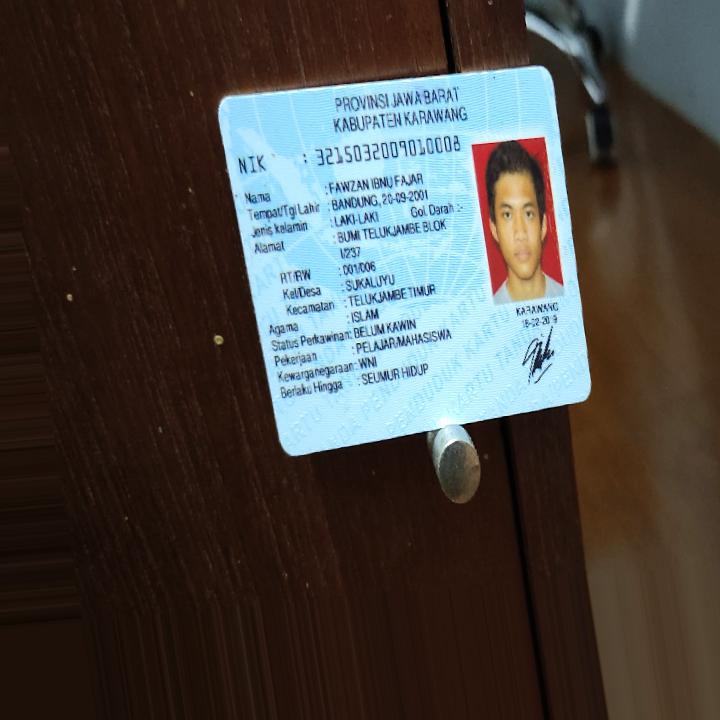 PROVINSI JAWA BARAT
KABUPATEN KARAWANG
NIK : 3215032009010008
Nama : FAWZAN IBNU FAJAR
Tempat/Tgl Lahir : BANDUNG, 20-09-2001
Jenis kelamin : LAKI-LAKI Gol. Darah :-
Alamat : BUMI TELUKJAMBE BLOK
I/237
RT/RW : 001/006
Kel/Desa : SUKALUYU
Kecamatan : TELUKJAMBE TIMUR
Agama : ISLAM
Status Perkawinan: BELUM KAWIN
Pekerjaan : PELAJAR/MAHASISWA
Kewarganegaraan: WNI
Berlaku Hingga : SEUMUR HIDUP
KARAWANG